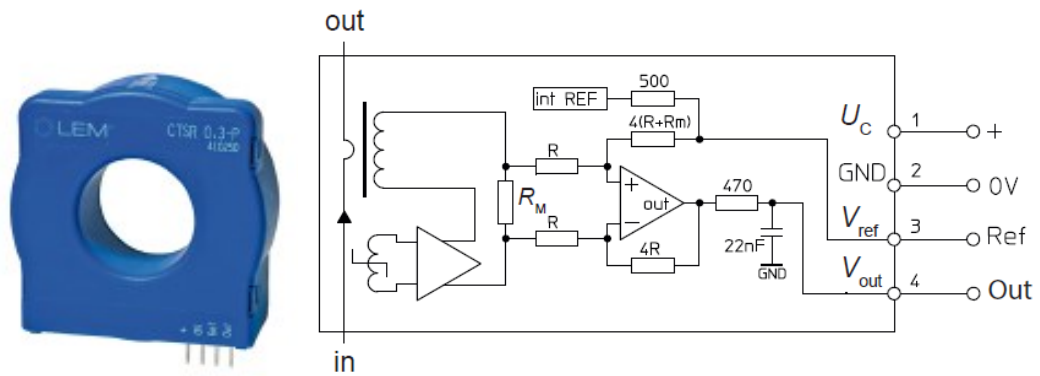 out
LEM
CTSR 0.3-P
41025D
int REF
500
4(R+Rm)
R
R_M
R
+
−
out
4R
470
22nF
GND
U_C
1
+
GND
2
0V
V_ref
3
Ref
V_out
4
Out
in